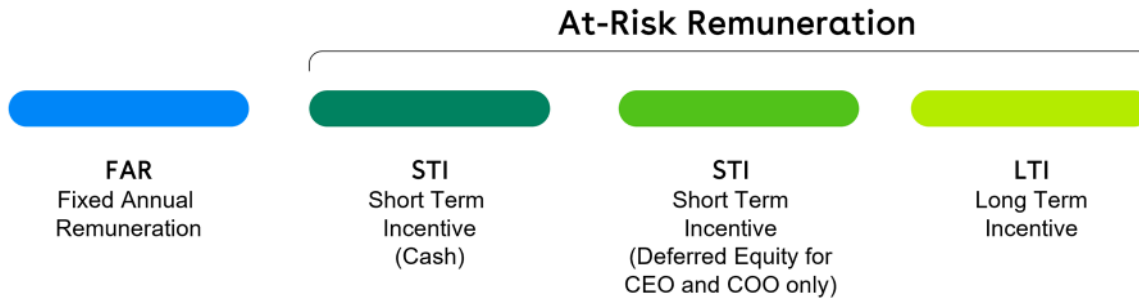 At-Risk Remuneration
FAR
Fixed Annual
Remuneration
STI
Short Term
Incentive
(Cash)
STI
Short Term
Incentive
(Deferred Equity for
CEO and COO only)
LTI
Long Term
Incentive